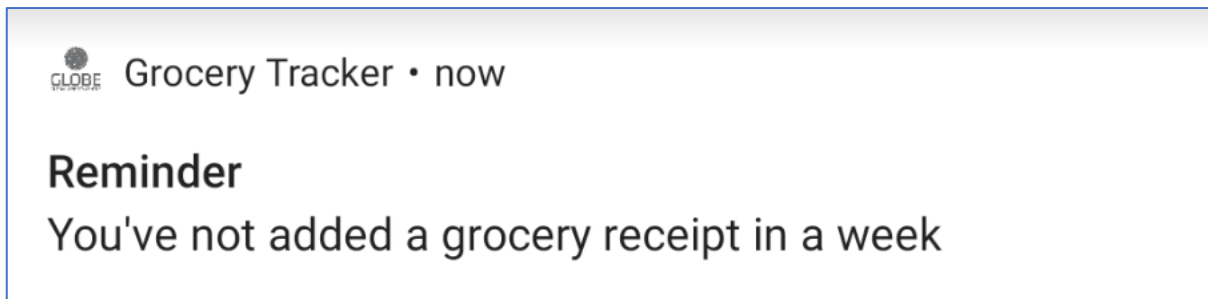 GLOBE
Grocery Tracker • now
Reminder
You've not added a grocery receipt in a week